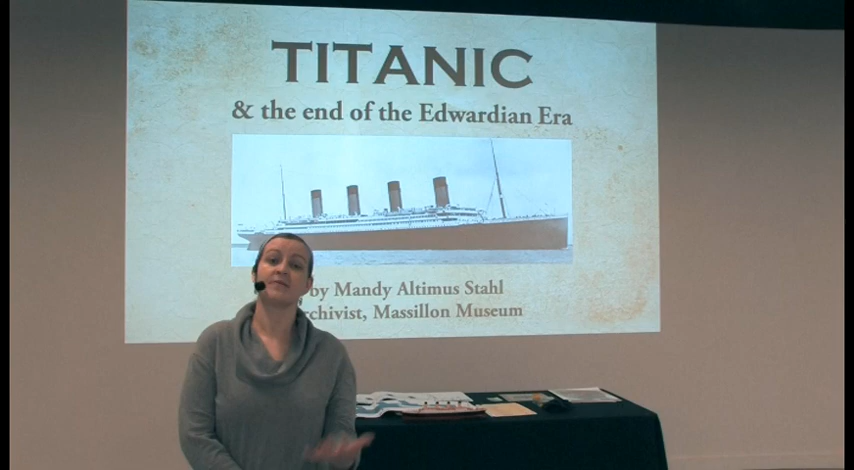 TITANIC
& the end of the Edwardian Era
by Mandy Altimus Stahl
rchivist, Massillon Museum